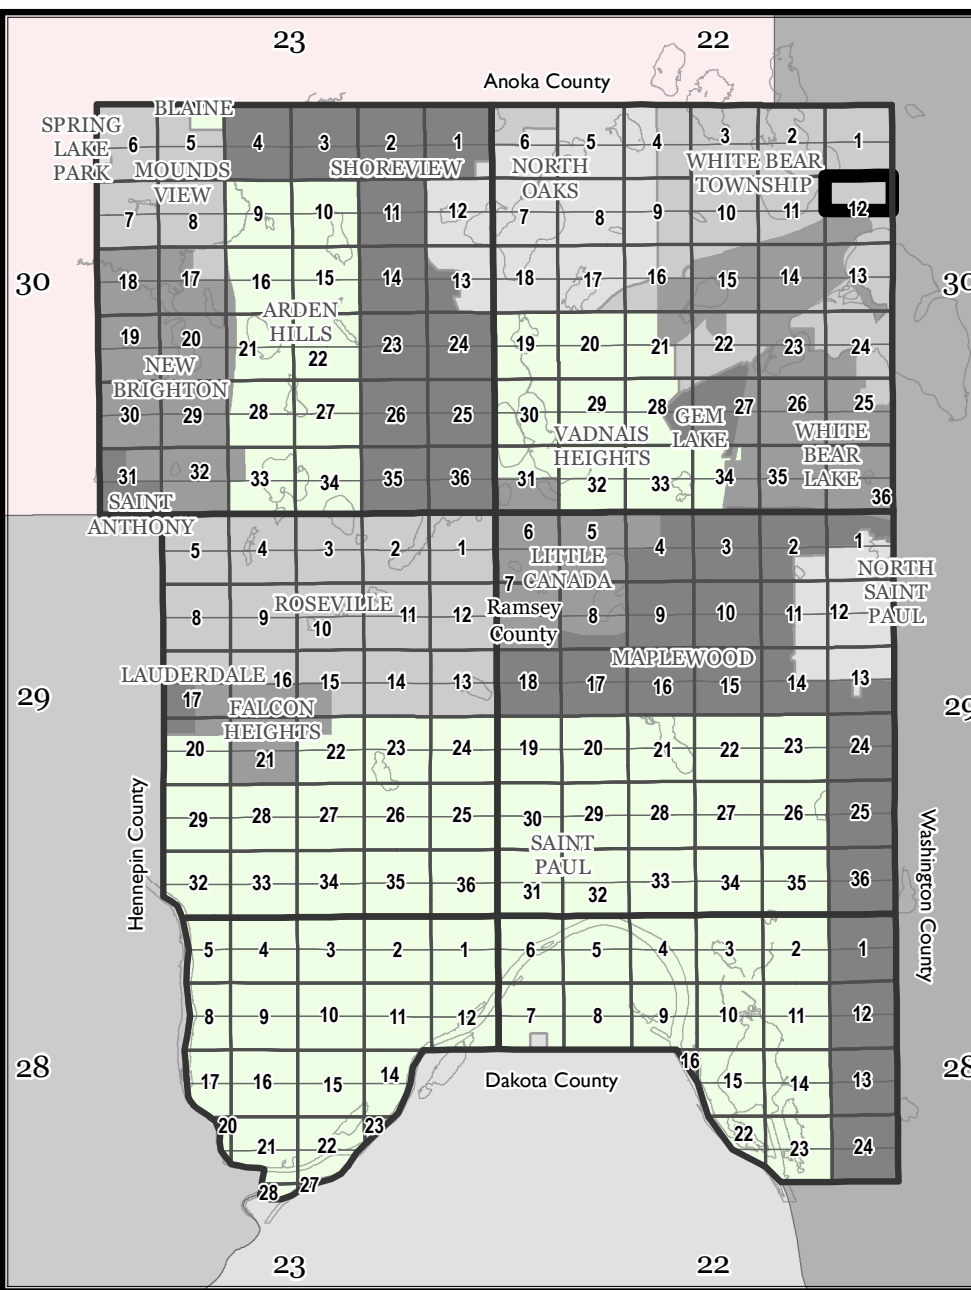 23 22
Anoka County
BLAINE
SPRING
LAKE
PARK
6 5 4 3 2 1 6 5 4 3 2 1
MOUNDS
VIEW
SHOREVIEW
NORTH
OAKS
WHITE BEAR
TOWNSHIP
7 8 9 10 11 12 7 8 9 10 11 12
30 18 17 16 15 14 13 18 17 16 15 14 13 30
ARDEN
HILLS
19 20 21 22 23 24 19 20 21 22 23 24
NEW
BRIGHTON
30 29 28 27 26 25 30 29 28 27 26 25
GEM
LAKE
VADNAIS
HEIGHTS
WHITE
BEAR
LAKE
31 32 33 34 35 36 31 32 33 34 35 36
SAINT
ANTHONY
5 4 3 2 1 6 5 4 3 2 1
LITTLE
CANADA
NORTH
SAINT
PAUL
8 9 10 11 12 7 8 9 10 11 12
ROSEVILLE
Ramsey
County
MAPLEWOOD
LAUDERDALE
29 17 16 15 14 13 18 17 16 15 14 13 29
FALCON
HEIGHTS
20 21 22 23 24 19 20 21 22 23 24
Hennepin County
29 28 27 26 25 30 29 28 27 26 25
Washington County
SAINT
PAUL
32 33 34 35 36 31 32 33 34 35 36
5 4 3 2 1 6 5 4 3 2 1
8 9 10 11 12 7 8 9 10 11 12
28 17 16 15 14 16 15 14 13 28
Dakota County
20 21 22 23 22 23 24
28 27
23 22